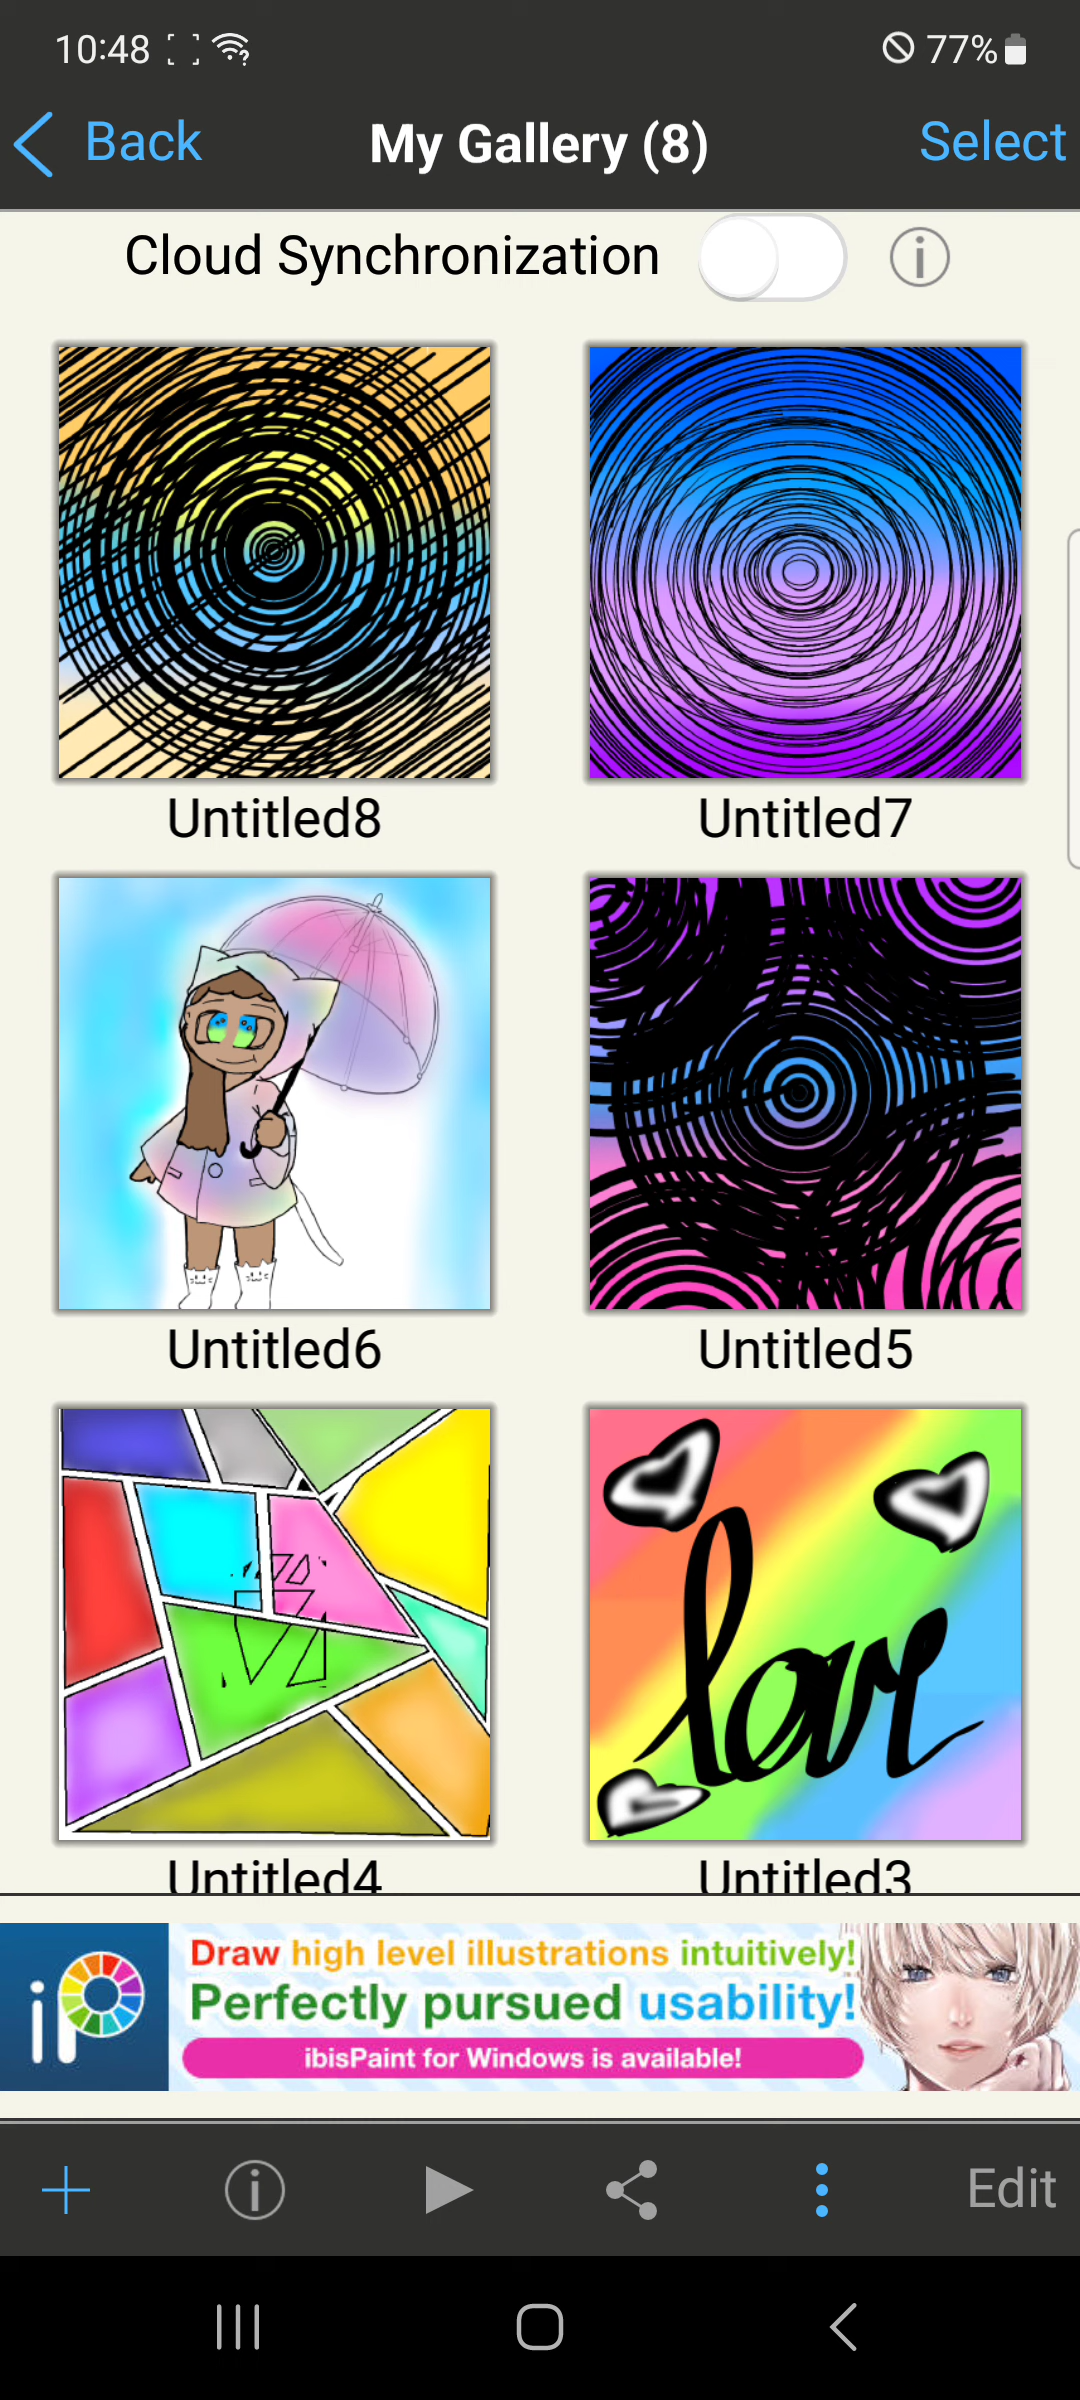 10:48
77%
Back
My Gallery (8)
Select
Cloud Synchronization
Untitled8
Untitled7
Untitled6
Untitled5
love
Untitled4
Untitled3
iP
Draw high level illustrations intuitively!
Perfectly pursued usability!
ibisPaint for Windows is available!
Edit